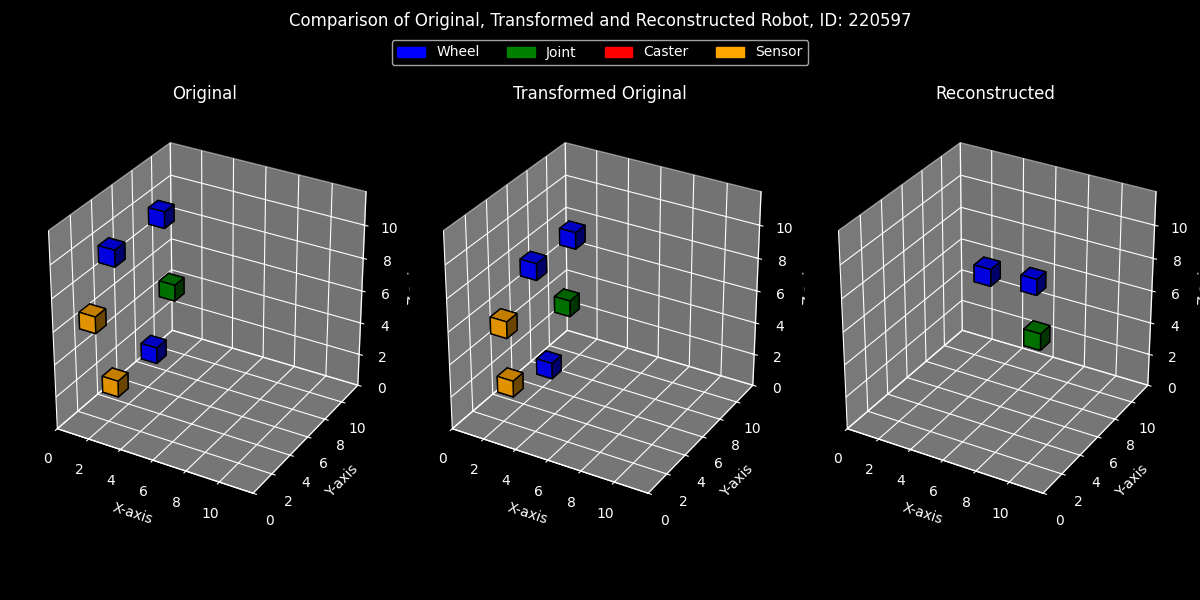 Comparison of Original, Transformed and Reconstructed Robot, ID: 220597
Wheel Joint Caster Sensor
Original Transformed Original Reconstructed
10 10 10
8 8 8
6 6 6
4 4 4
2 2 2
0 0 0
10 10 10
8 8 8
6 6 6
4 4 4
2 2 2
0 0 0
0 2 4 6 8 10 0 2 4 6 8 10 0 2 4 6 8 10
Y-axis Y-axis Y-axis
X-axis X-axis X-axis